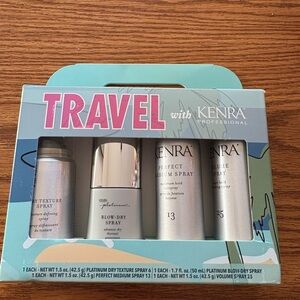 TRAVEL with KENRA
PROFESSIONAL
DRY TEXTURE
SPRAY
platinum
BLOW-DRY
SPRAY
KENRA
PERFECT
MEDIUM SPRAY
13
KENRA
SPRAY
25
1 EACH - NET WT 1.5 oz. (42.5 g) PLATINUM DRY TEXTURE SPRAY 6 | 1 EACH - 1.7 fl.oz. (50 mL) PLATINUM BLOW-DRY SPRAY
1 EACH - NET WT 1.5 oz. (42.5 g) PERFECT MEDIUM SPRAY 13 | 1 EACH - NET WT 1.5 oz. (42.5 g) VOLUME SPRAY 25